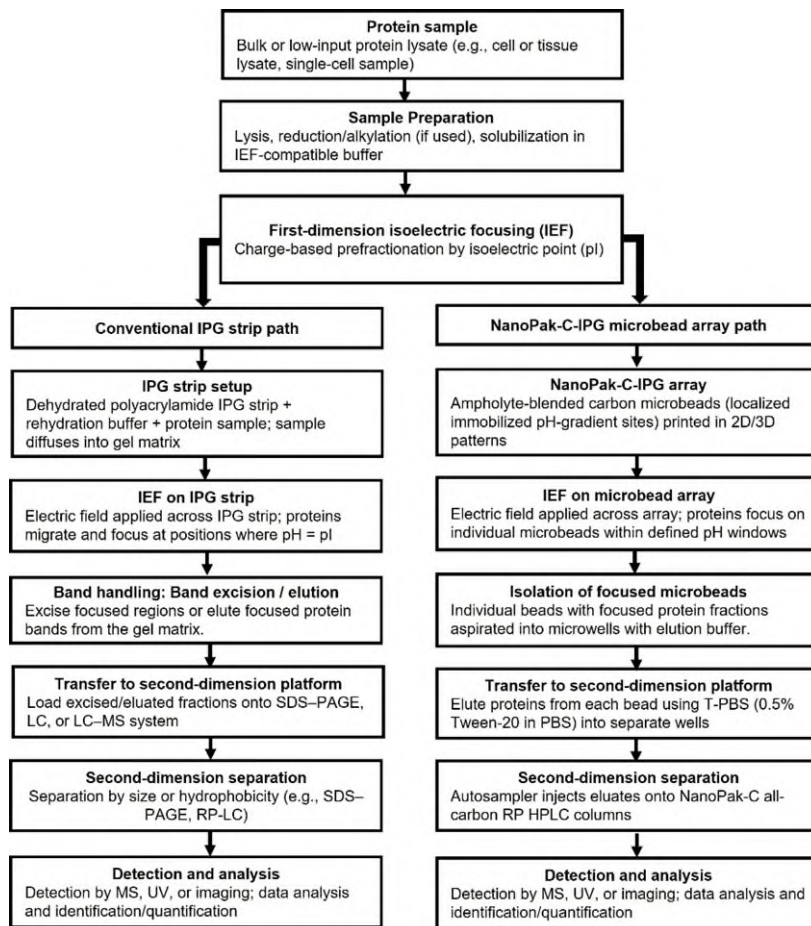 Protein sample
Bulk or low-input protein lysate (e.g., cell or tissue
lysate, single-cell sample)
Sample Preparation
Lysis, reduction/alkylation (if used), solubilization in
IEF-compatible buffer
First-dimension isoelectric focusing (IEF)
Charge-based prefractionation by isoelectric point (pI)
Conventional IPG strip path
IPG strip setup
Dehydrated polyacrylamide IPG strip +
rehydration buffer + protein sample; sample
diffuses into gel matrix
IEF on IPG strip
Electric field applied across IPG strip; proteins
migrate and focus at positions where pH = pI
Band handling: Band excision / elution
Excise focused regions or elute focused protein
bands from the gel matrix.
Transfer to second-dimension platform
Load excised/eluated fractions onto SDS–PAGE,
LC, or LC–MS system
Second-dimension separation
Separation by size or hydrophobicity (e.g., SDS–
PAGE, RP-LC)
Detection and analysis
Detection by MS, UV, or imaging; data analysis
and identification/quantification
NanoPak-C-IPG microbead array path
NanoPak-C-IPG array
Ampholyte-blended carbon microbeads (localized
immobilized pH-gradient sites) printed in 2D/3D
patterns
IEF on microbead array
Electric field applied across array; proteins focus on
individual microbeads within defined pH windows
Isolation of focused microbeads
Individual beads with focused protein fractions
aspirated into microwells with elution buffer.
Transfer to second-dimension platform
Elute proteins from each bead using T-PBS (0.5%
Tween-20 in PBS) into separate wells
Second-dimension separation
Autosampler injects eluates onto NanoPak-C all-
carbon RP HPLC columns
Detection and analysis
Detection by MS, UV, or imaging; data analysis and
identification/quantification